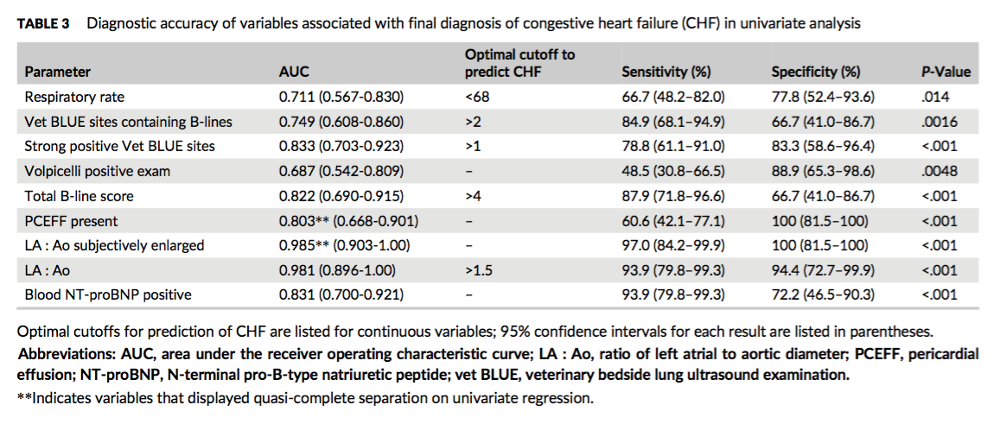 TABLE 3 Diagnostic accuracy of variables associated with final diagnosis of congestive heart failure (CHF) in univariate analysis
Parameter AUC Optimal cutoff to predict CHF Sensitivity (%) Specificity (%) P-Value
Respiratory rate 0.711 (0.567-0.830) <68 66.7 (48.2–82.0) 77.8 (52.4–93.6) .014
Vet BLUE sites containing B-lines 0.749 (0.608-0.860) >2 84.9 (68.1–94.9) 66.7 (41.0–86.7) .0016
Strong positive Vet BLUE sites 0.833 (0.703-0.923) >1 78.8 (61.1–91.0) 83.3 (58.6–96.4) <.001
Volpicelli positive exam 0.687 (0.542-0.809) – 48.5 (30.8–66.5) 88.9 (65.3–98.6) .0048
Total B-line score 0.822 (0.690-0.915) >4 87.9 (71.8–96.6) 66.7 (41.0–86.7) <.001
PCEFF present 0.803** (0.668-0.901) – 60.6 (42.1–77.1) 100 (81.5–100) <.001
LA : Ao subjectively enlarged 0.985** (0.903-1.00) – 97.0 (84.2–99.9) 100 (81.5–100) <.001
LA : Ao 0.981 (0.896-1.00) >1.5 93.9 (79.8–99.3) 94.4 (72.7–99.9) <.001
Blood NT-proBNP positive 0.831 (0.700-0.921) – 93.9 (79.8–99.3) 72.2 (46.5–90.3) <.001
Optimal cutoffs for prediction of CHF are listed for continuous variables; 95% confidence intervals for each result are listed in parentheses.
Abbreviations: AUC, area under the receiver operating characteristic curve; LA : Ao, ratio of left atrial to aortic diameter; PCEFF, pericardial
effusion; NT-proBNP, N-terminal pro-B-type natriuretic peptide; vet BLUE, veterinary bedside lung ultrasound examination.
**Indicates variables that displayed quasi-complete separation on univariate regression.